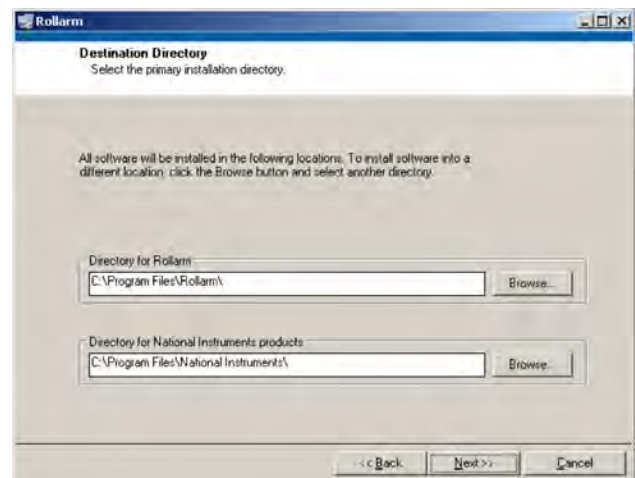 Rollarm
Destination Directory
Select the primary installation directory.
All software will be installed in the following locations. To install software into a
different location, click the Browse button and select another directory.
Directory for Rollarm
C:\Program Files\Rollarm\
Browse...
Directory for National Instruments products
C:\Program Files\National Instruments\
Browse...
<< Back
Next >>
Cancel